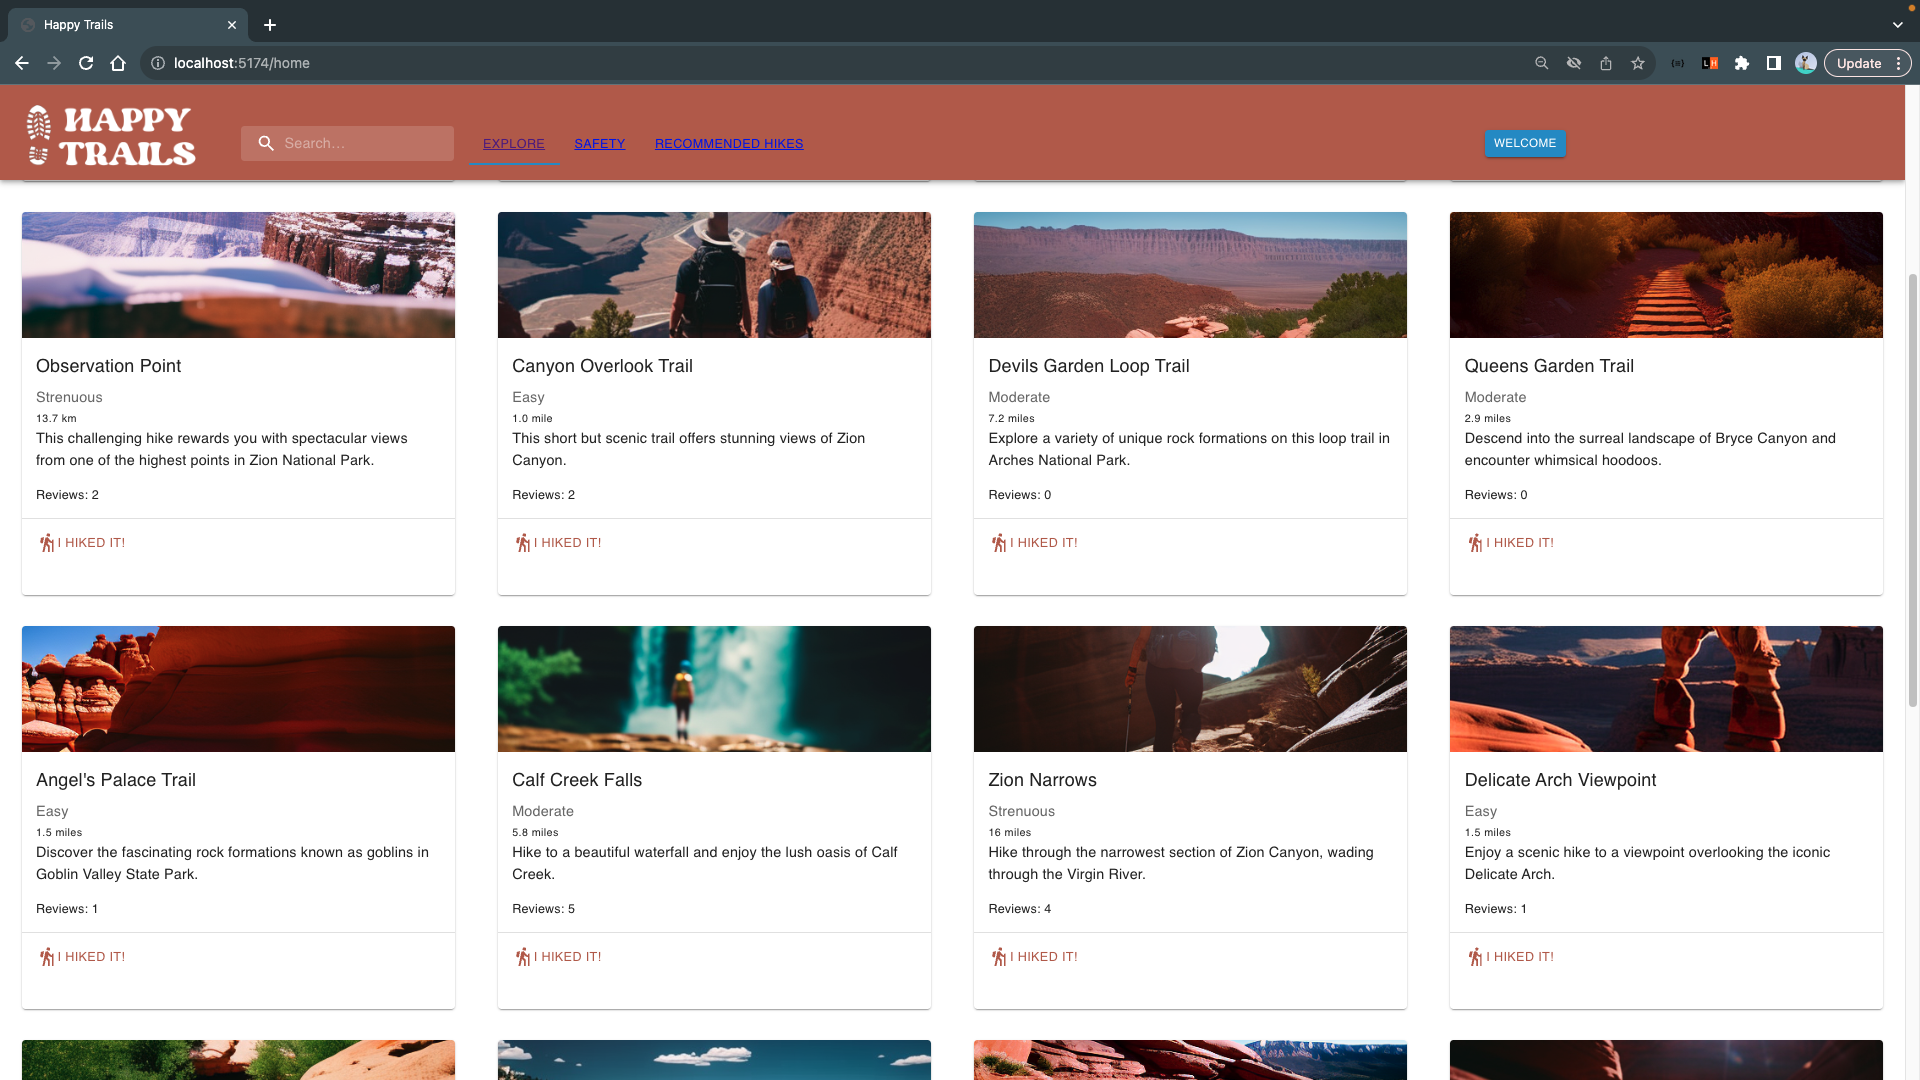 Happy Trails
localhost:5174/home
Update
HAPPY
TRAILS
Search...
EXPLORE
SAFETY
RECOMMENDED HIKES
WELCOME
Observation Point
Strenuous
13.7 km
This challenging hike rewards you with spectacular views
from one of the highest points in Zion National Park.
Reviews: 2
I HIKED IT!
Canyon Overlook Trail
Easy
1.0 mile
This short but scenic trail offers stunning views of Zion
Canyon.
Reviews: 2
I HIKED IT!
Devils Garden Loop Trail
Moderate
7.2 miles
Explore a variety of unique rock formations on this loop trail in
Arches National Park.
Reviews: 0
I HIKED IT!
Queens Garden Trail
Moderate
2.9 miles
Descend into the surreal landscape of Bryce Canyon and
encounter whimsical hoodoos.
Reviews: 0
I HIKED IT!
Angel's Palace Trail
Easy
1.5 miles
Discover the fascinating rock formations known as goblins in
Goblin Valley State Park.
Reviews: 1
I HIKED IT!
Calf Creek Falls
Moderate
5.8 miles
Hike to a beautiful waterfall and enjoy the lush oasis of Calf
Creek.
Reviews: 5
I HIKED IT!
Zion Narrows
Strenuous
16 miles
Hike through the narrowest section of Zion Canyon, wading
through the Virgin River.
Reviews: 4
I HIKED IT!
Delicate Arch Viewpoint
Easy
1.5 miles
Enjoy a scenic hike to a viewpoint overlooking the iconic
Delicate Arch.
Reviews: 1
I HIKED IT!